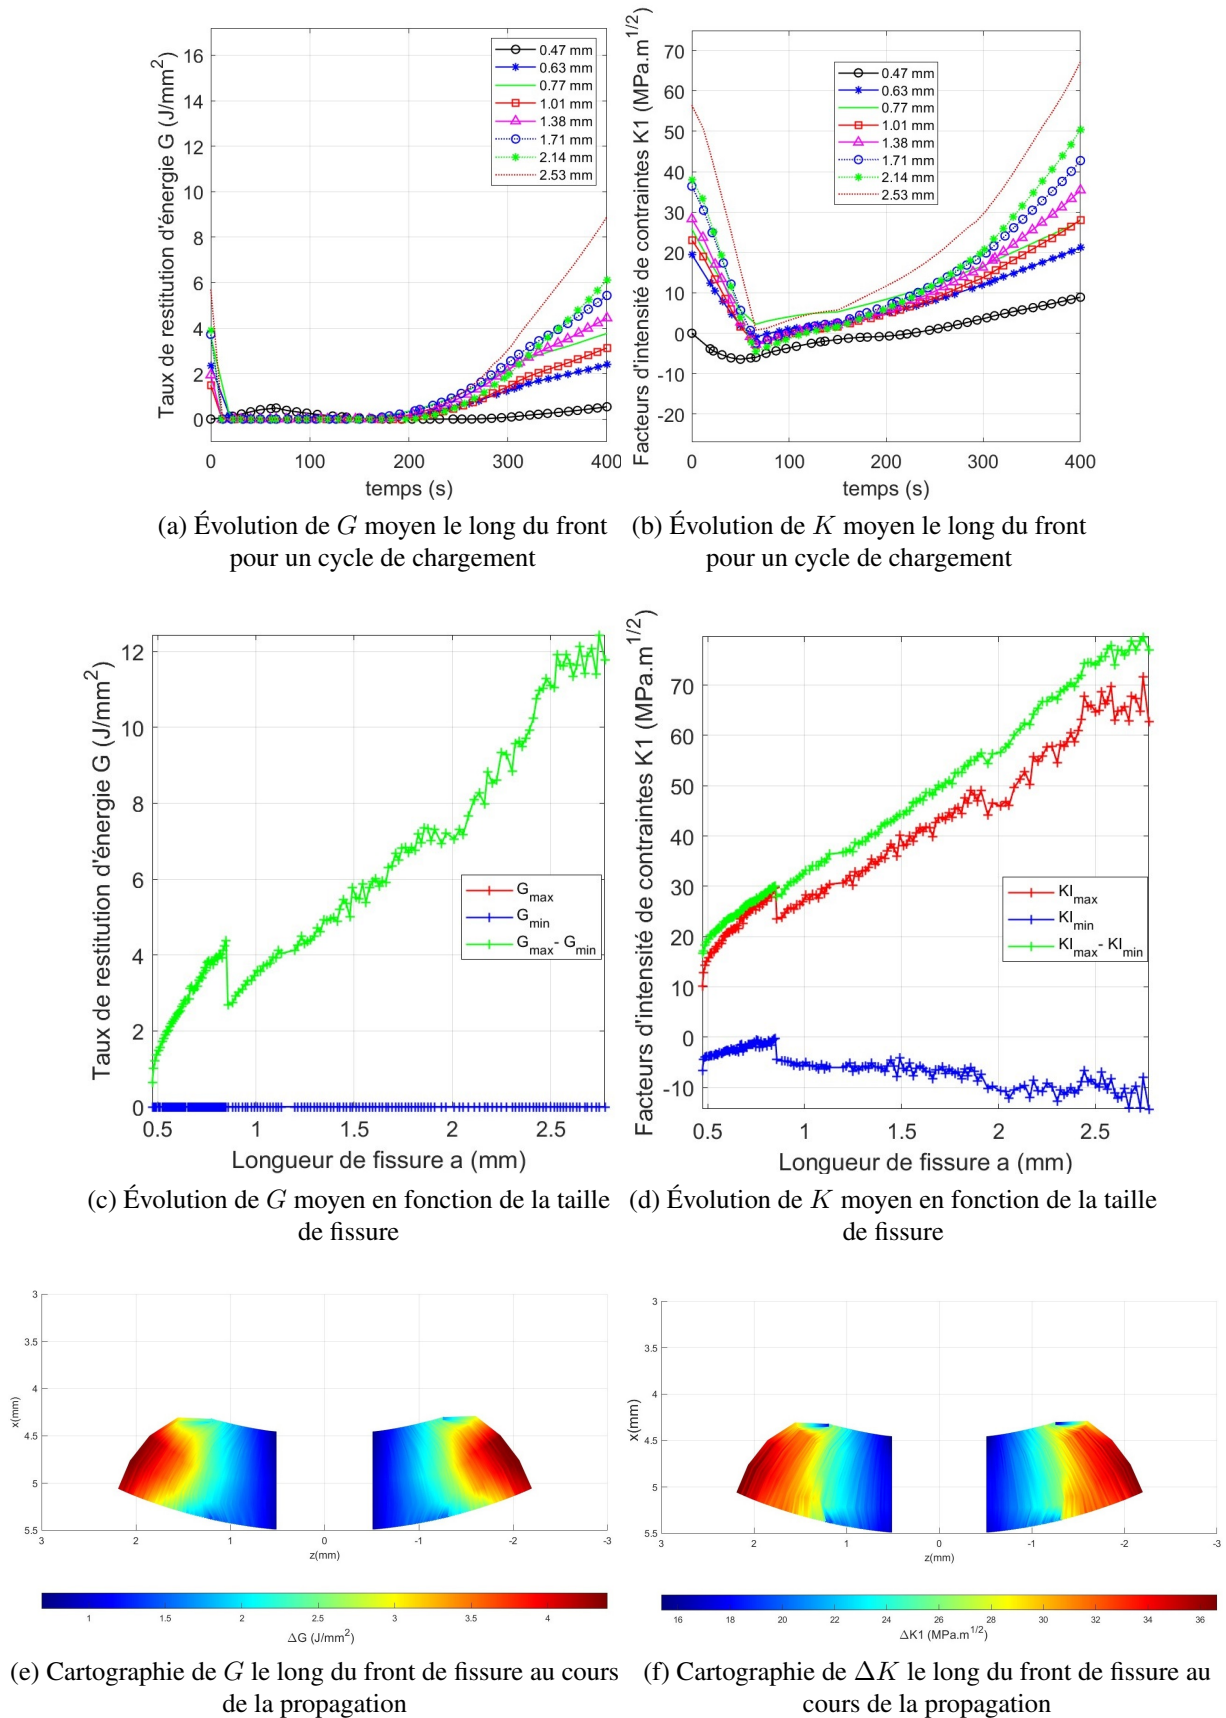 Taux de restitution d'énergie G (J/mm²)
16
14
12
10
8
6
4
2
0
0.47 mm
0.63 mm
0.77 mm
1.01 mm
1.38 mm
1.71 mm
2.14 mm
2.53 mm
0 100 200 300 400
temps (s)
Facteurs d'intensité de contraintes K1 (MPa.m^1/2)
70
60
50
40
30
20
10
0
-10
-20
0.47 mm
0.63 mm
0.77 mm
1.01 mm
1.38 mm
1.71 mm
2.14 mm
2.53 mm
0 100 200 300 400
temps (s)
(a) Évolution de G moyen le long du front
pour un cycle de chargement
(b) Évolution de K moyen le long du front
pour un cycle de chargement
Taux de restitution d'énergie G (J/mm²)
12
10
8
6
4
2
0
G_max
G_min
G_max - G_min
0.5 1 1.5 2 2.5
Longueur de fissure a (mm)
Facteurs d'intensité de contraintes K1 (MPa.m^1/2)
70
60
50
40
30
20
10
0
-10
KI_max
KI_min
KI_max - KI_min
0.5 1 1.5 2 2.5
Longueur de fissure a (mm)
(c) Évolution de G moyen en fonction de la taille
de fissure
(d) Évolution de K moyen en fonction de la taille
de fissure
x(mm)
3
3.5
4
4.5
5
5.5
3 2 1 0 -1 -2 -3
z(mm)
1 1.5 2 2.5 3 3.5 4
ΔG (J/mm²)
x(mm)
3
3.5
4
4.5
5
5.5
3 2 1 0 -1 -2 -3
z(mm)
16 18 20 22 24 26 28 30 32 34 36
ΔK1 (MPa.m^1/2)
(e) Cartographie de G le long du front de fissure au cours
de la propagation
(f) Cartographie de ΔK le long du front de fissure au
cours de la propagation